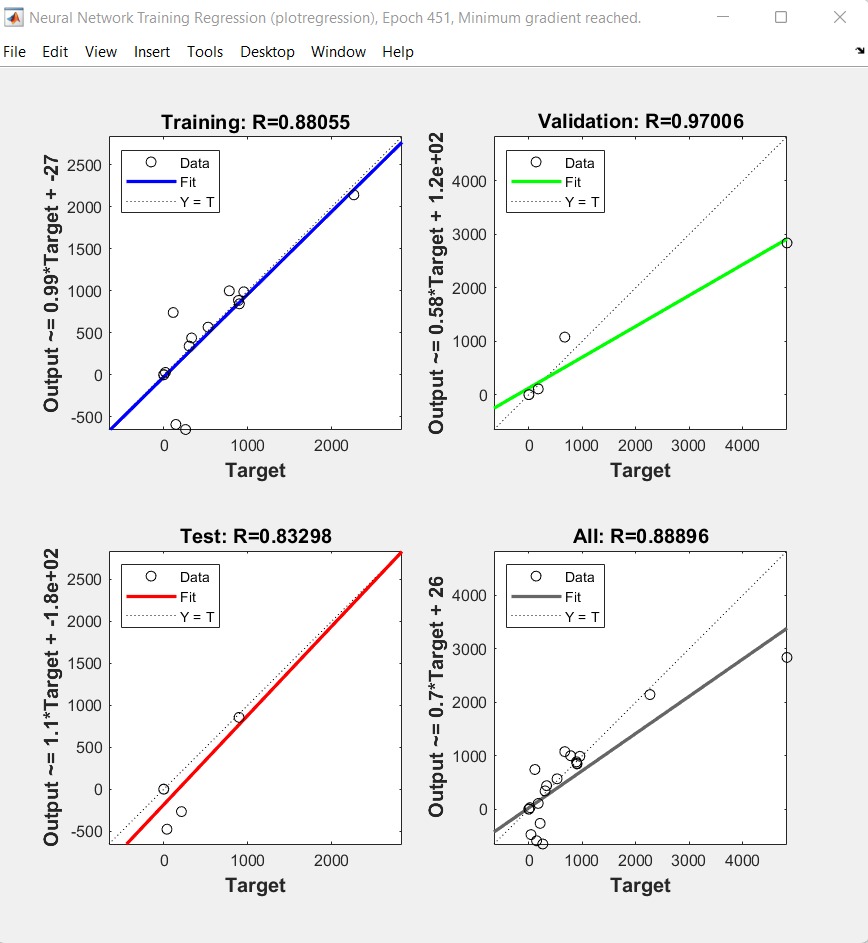 Neural Network Training Regression (plotregression), Epoch 451, Minimum gradient reached.
File Edit View Insert Tools Desktop Window Help
Training: R=0.88055
Output ~= 0.99*Target + -27
Data
Fit
Y = T
2500
2000
1500
1000
500
0
-500
0 1000 2000
Target
Validation: R=0.97006
Output ~= 0.58*Target + 1.2e+02
Data
Fit
Y = T
4000
3000
2000
1000
0
0 1000 2000 3000 4000
Target
Test: R=0.83298
Output ~= 1.1*Target + -1.8e+02
Data
Fit
Y = T
2500
2000
1500
1000
500
0
-500
0 1000 2000
Target
All: R=0.88896
Output ~= 0.7*Target + 26
Data
Fit
Y = T
4000
3000
2000
1000
0
0 1000 2000 3000 4000
Target